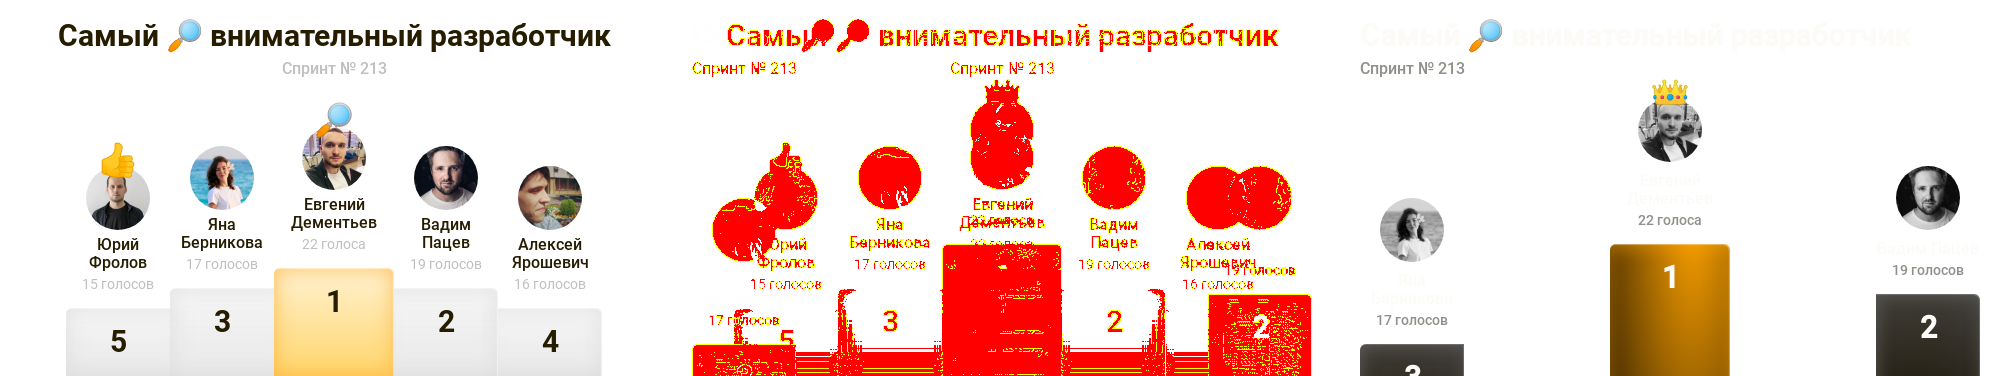 Самый 🔎 внимательный разработчик
Спринт № 213
Евгений
Дементьев
22 голоса
Яна
Берникова
17 голосов
Вадим
Пацев
19 голосов
Юрий
Фролов
15 голосов
Алексей
Ярошевич
16 голосов
1
3
2
5
4
Самый внимательный разработчик
Спринт № 213
Спринт № 213
Евгений
Дементьев
Яна
Берникова
17 голосов
Вадим
Пацев
19 голосов
Юрий
Фролов
15 голосов
Алексей
Ярошевич
19 голосов
16 голосов
17 голосов
3
2
2
5
Самый 🔎 внимательный разработчик
Спринт № 213
Евгений
Дементьев
22 голоса
Вадим Пацев
19 голосов
Яна
Берникова
17 голосов
1
2
3